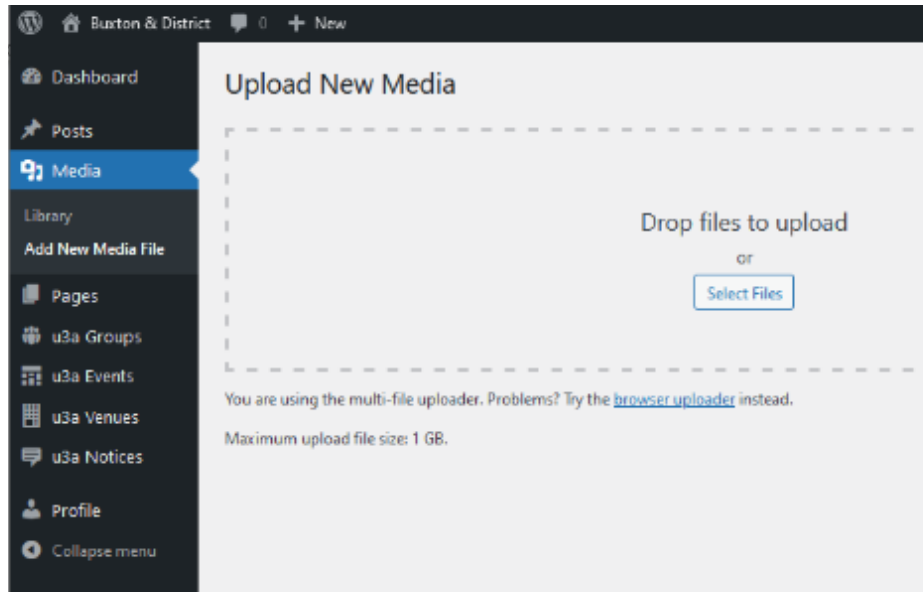 Buxton & District 0 + New
Dashboard
Posts
Media
Library
Add New Media File
Pages
u3a Groups
u3a Events
u3a Venues
u3a Notices
Profile
Collapse menu
Upload New Media
Drop files to upload
or
Select Files
You are using the multi-file uploader. Problems? Try the browser uploader instead.
Maximum upload file size: 1 GB.